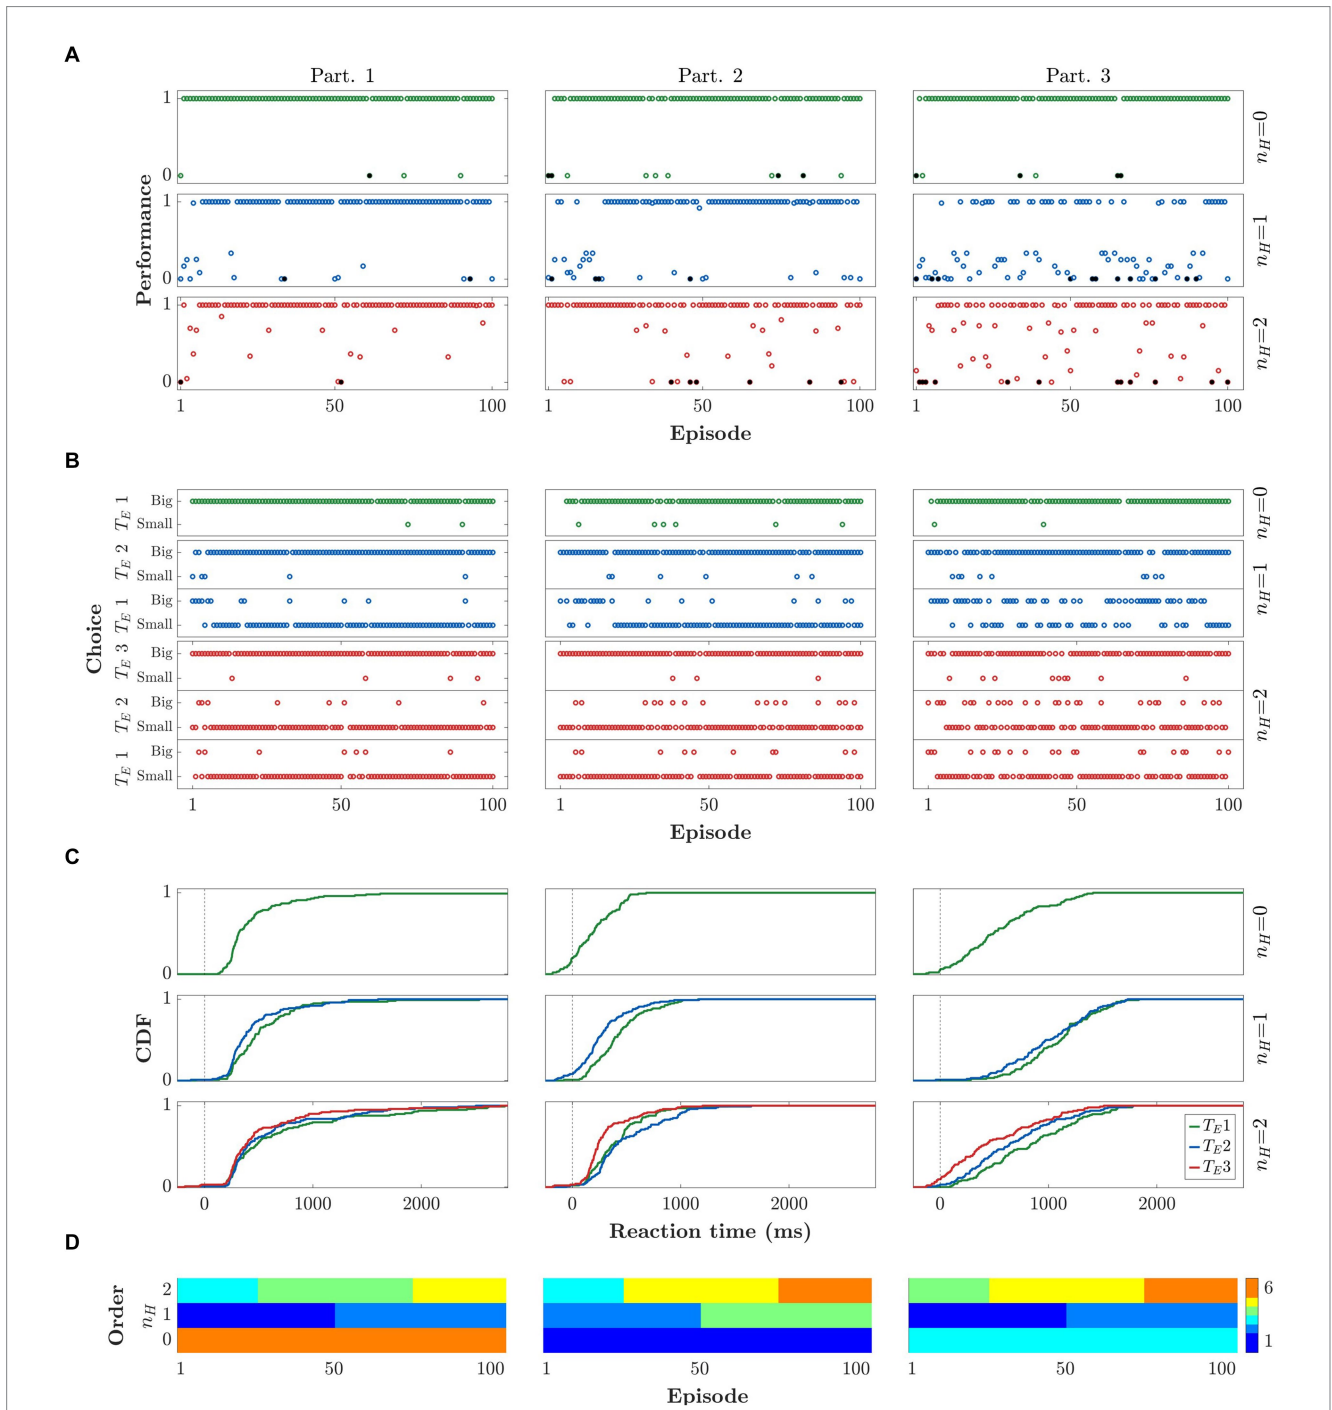 A
Part. 1 Part. 2 Part. 3
Performance
1
0
n_H=0
1
0
n_H=1
1
0
n_H=2
1 50 100 1 50 100 1 50 100
Episode
B
Choice
T_E 1 Big
Small
n_H=0
T_E 2 Big
Small
T_E 1 Big
Small
n_H=1
T_E 3 Big
Small
T_E 2 Big
Small
T_E 1 Big
Small
n_H=2
1 50 100 1 50 100 1 50 100
Episode
C
CDF
1
0
n_H=0
1
0
n_H=1
1
0
n_H=2
T_E1
T_E2
T_E3
0 1000 2000 0 1000 2000 0 1000 2000
Reaction time (ms)
D
Order
n_H
2
1
0
6
1
1 50 100 1 50 100 1 50 100
Episode